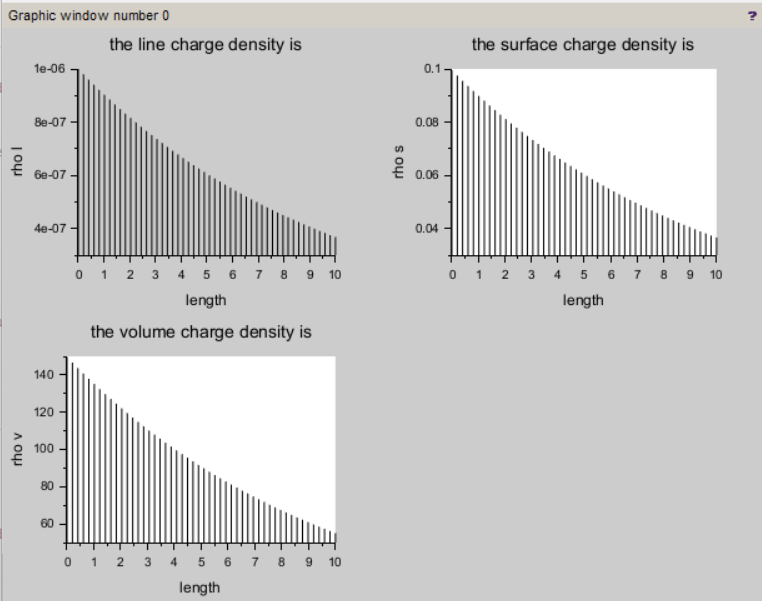 Graphic window number 0
?
the line charge density is
1e-06
8e-07
6e-07
4e-07
rho l
0 1 2 3 4 5 6 7 8 9 10
length
the surface charge density is
0.1
0.08
0.06
0.04
rho s
0 1 2 3 4 5 6 7 8 9 10
length
the volume charge density is
140
120
100
80
60
rho v
0 1 2 3 4 5 6 7 8 9 10
length